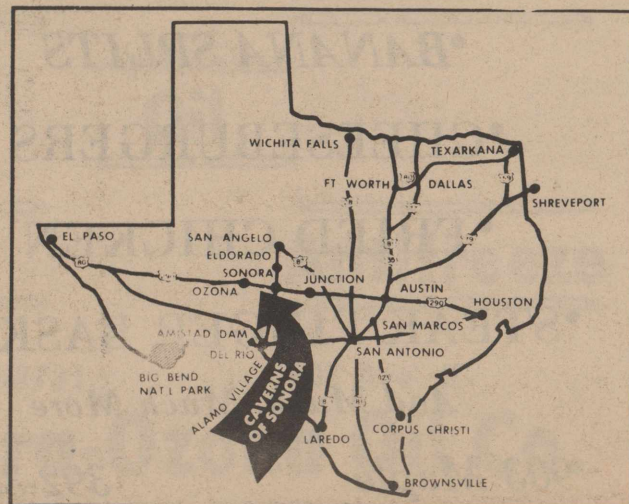 WICHITA FALLS
TEXARKANA
FT WORTH
DALLAS
SHREVEPORT
EL PASO
SAN ANGELO
ELDORADO
SONORA
OZONA
JUNCTION
AUSTIN
290
HOUSTON
SAN MARCOS
AMISTAD DAM
DEL RIO
SAN ANTONIO
BIG BEND
NAT'L PARK
ALAMO VILLAGE
CAVERNS
OF SONORA
LAREDO
CORPUS CHRISTI
BROWNSVILLE